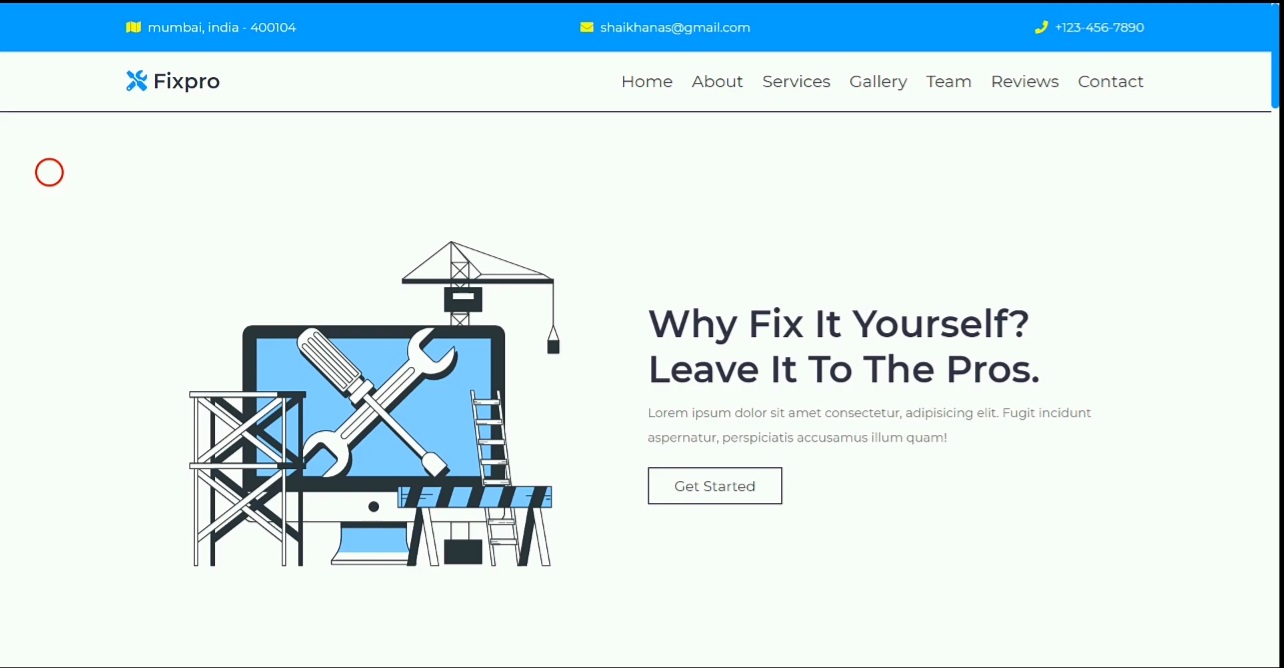 mumbai, india - 400104
shaikhanas@gmail.com
+123-456-7890
Fixpro
Home About Services Gallery Team Reviews Contact
Why Fix It Yourself?
Leave It To The Pros.
Lorem ipsum dolor sit amet consectetur, adipisicing elit. Fugit incidunt
aspernatur, perspiciatis accusamus illum quam!
Get Started